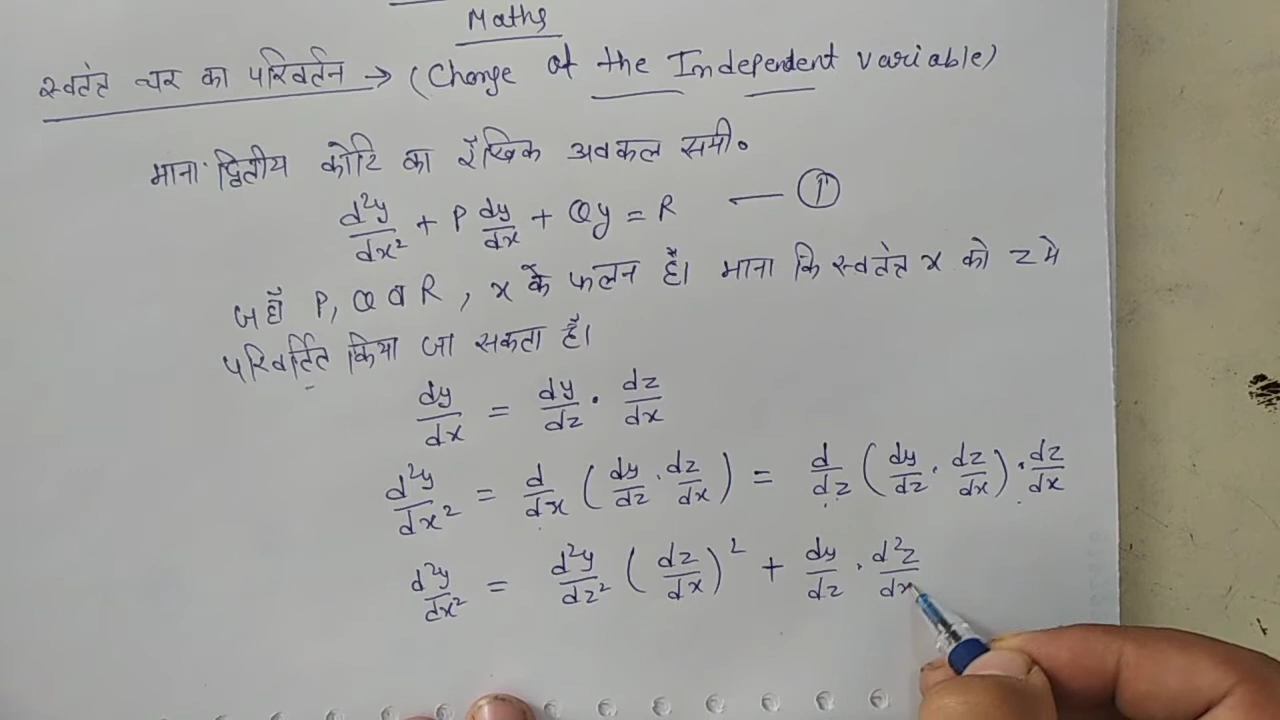 Maths
स्वतंत्र चर का परिवर्तन → (Change of the Independent variable)
माना द्वितीय कोटि का रैखिक अवकल समी०
d²y/dx² + P dy/dx + Qy = R — ①
जहाँ P, Q व R, x के फलन है। माना कि स्वतंत्र x को z मे
परिवर्तित किया जा सकता है।
dy/dx = dy/dz · dz/dx
d²y/dx² = d/dx (dy/dz · dz/dx) = d/dz (dy/dz · dz/dx) · dz/dx
d²y/dx² = d²y/dz² (dz/dx)² + dy/dz · d²z/dx